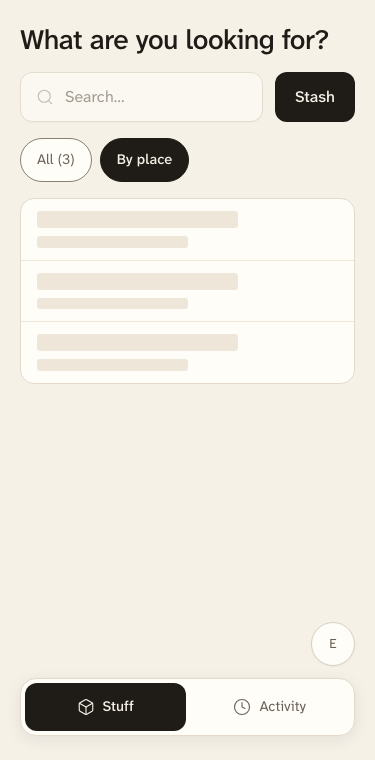 What are you looking for?
Search...
Stash
All (3)
By place
E
Stuff
Activity